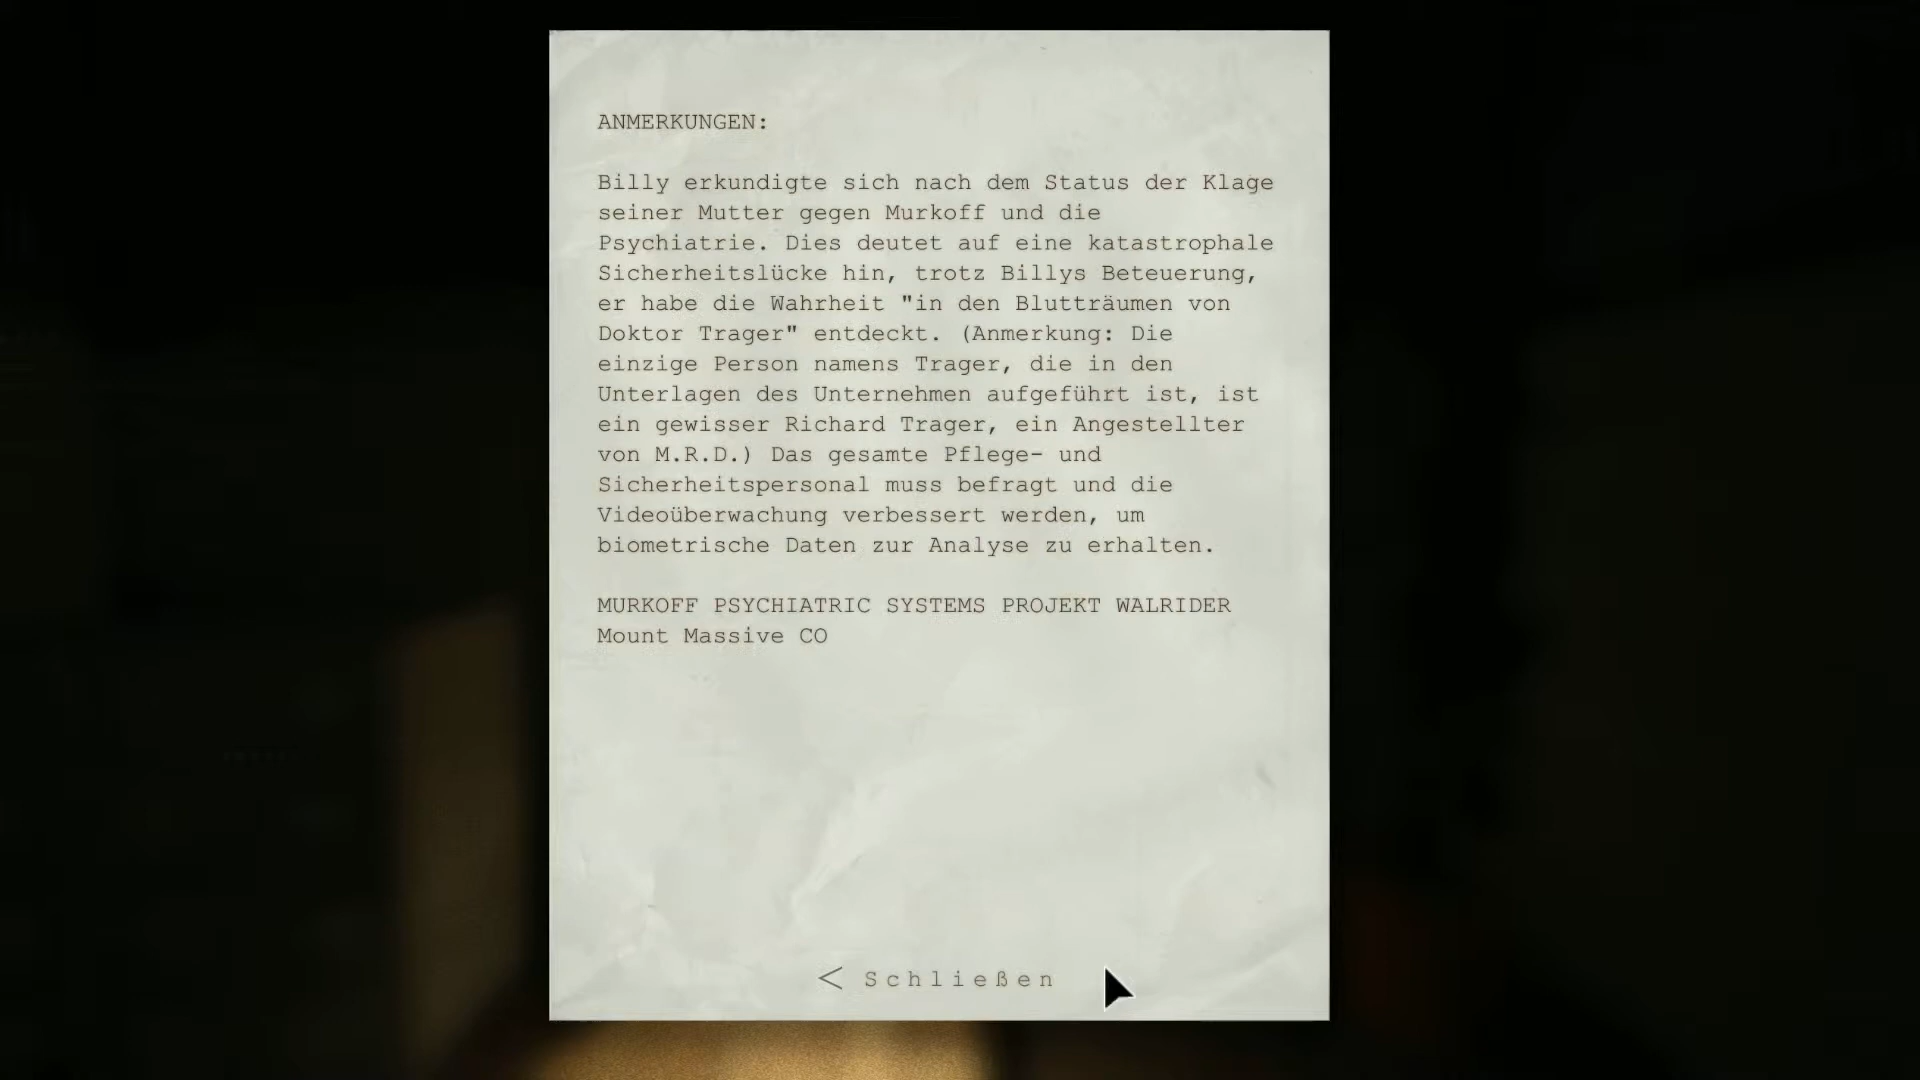 ANMERKUNGEN:
Billy erkundigte sich nach dem Status der Klage
seiner Mutter gegen Murkoff und die
Psychiatrie. Dies deutet auf eine katastrophale
Sicherheitslücke hin, trotz Billys Beteuerung,
er habe die Wahrheit "in den Blutträumen von
Doktor Trager" entdeckt. (Anmerkung: Die
einzige Person namens Trager, die in den
Unterlagen des Unternehmen aufgeführt ist, ist
ein gewisser Richard Trager, ein Angestellter
von M.R.D.) Das gesamte Pflege- und
Sicherheitspersonal muss befragt und die
Videoüberwachung verbessert werden, um
biometrische Daten zur Analyse zu erhalten.
MURKOFF PSYCHIATRIC SYSTEMS PROJEKT WALRIDER
Mount Massive CO
< Schließen